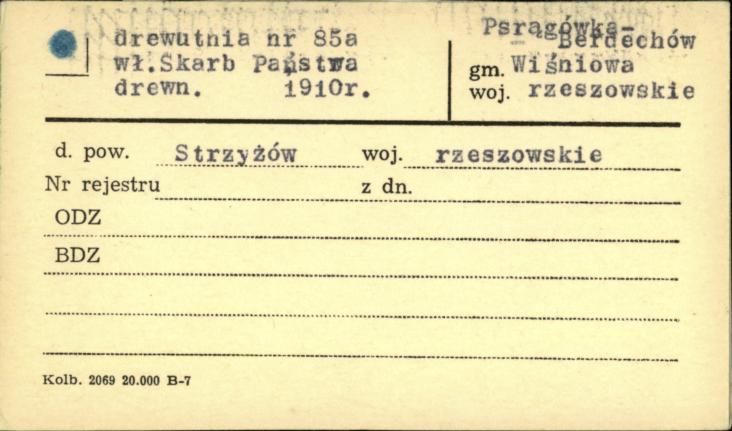 drewutnia nr 85a
wł.Skarb Państwa
drewn. 1910r.
Psrągówka-
Berdechów
gm. Wiśniowa
woj. rzeszowskie
d. pow. Strzyżów woj. rzeszowskie
Nr rejestru z dn.
ODZ
BDZ
Kolb. 2069 20.000 B-7